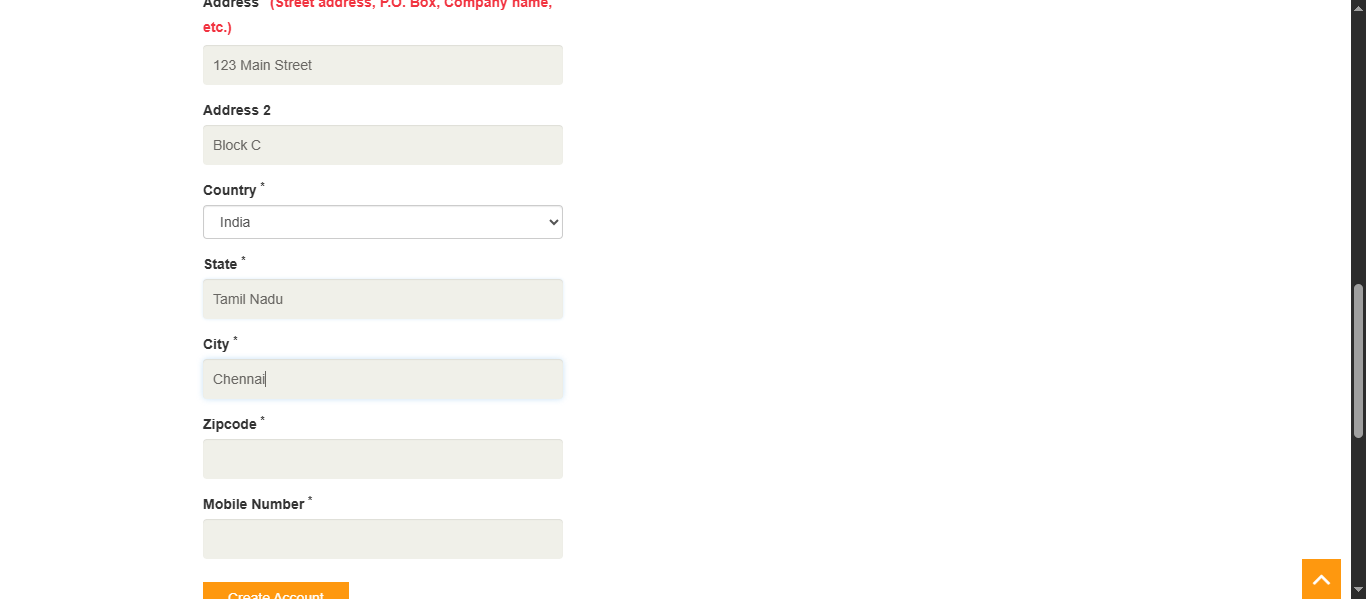 Address * (Street address, P.O. Box, Company name,
etc.)
123 Main Street
Address 2
Block C
Country *
India
State *
Tamil Nadu
City *
Chennai
Zipcode *
Mobile Number *
Create Account